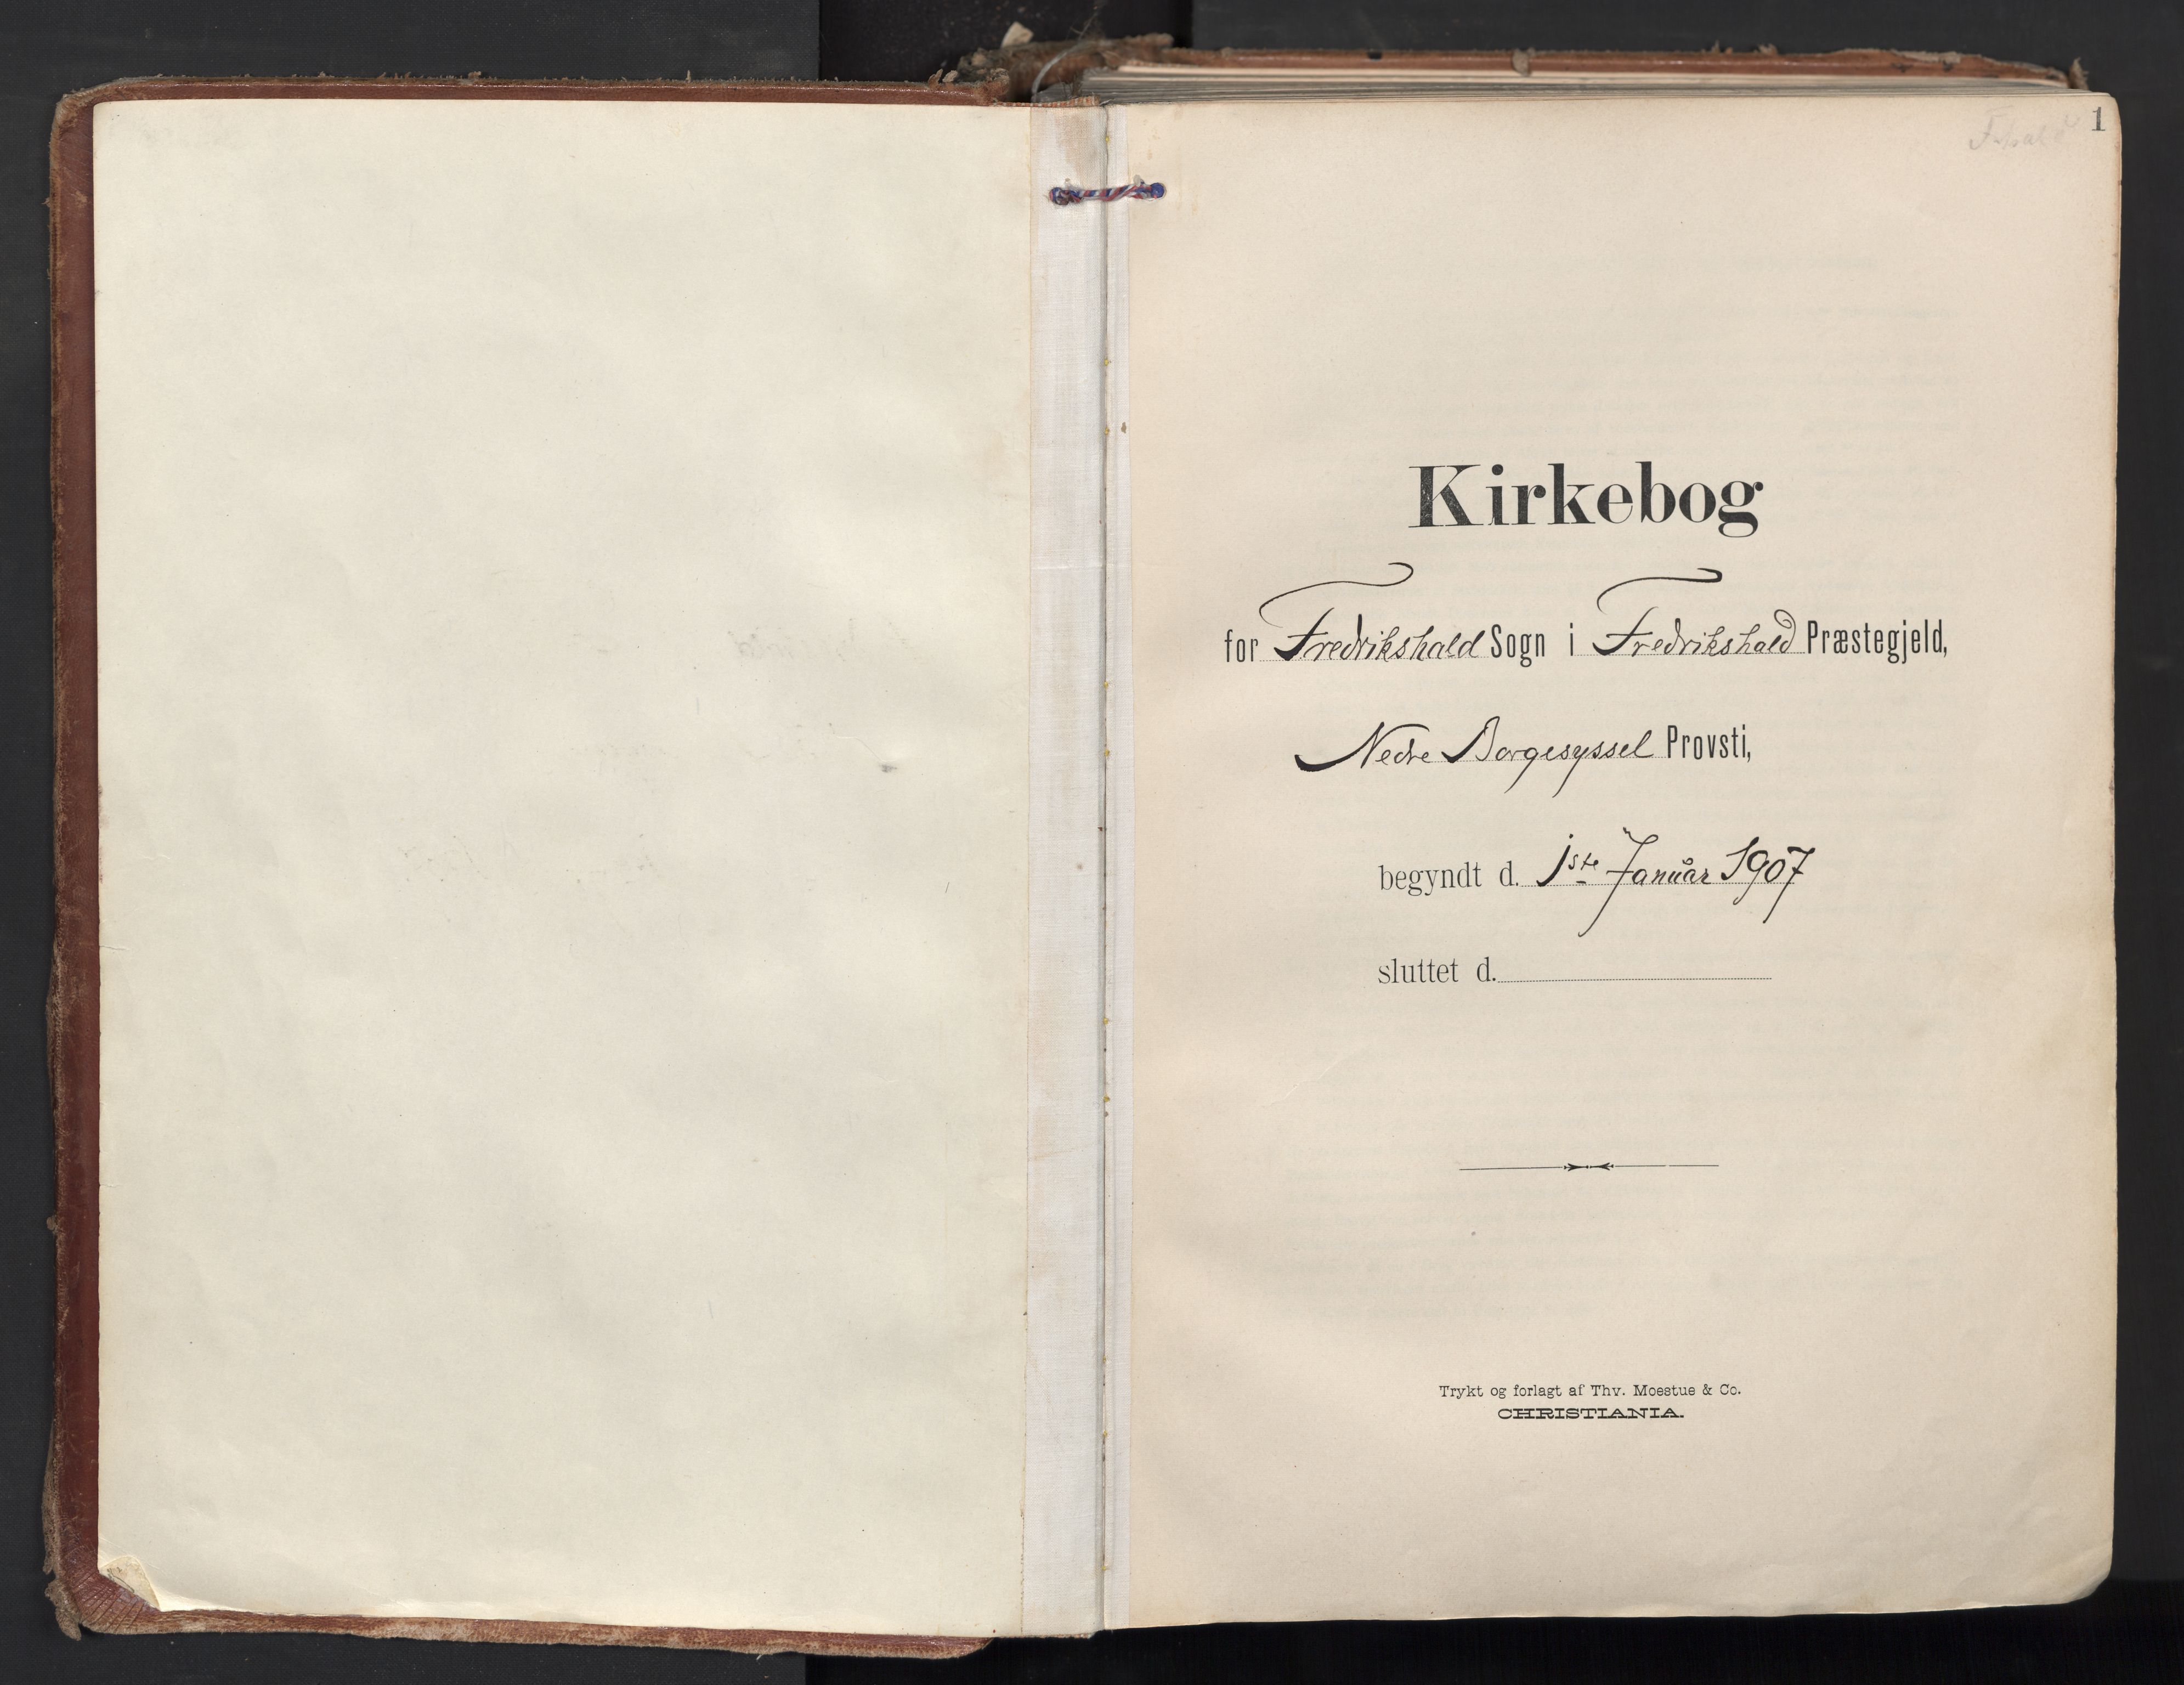 1
Kirkebog
for Fredrikshald Sogn i Fredrikshald Præstegjeld,
Nedre Borgesyssel Provsti,
begyndt d. 1ste Januar 1907
sluttet d.
Trykt og forlagt af Thv. Moestue & Co.
CHRISTIANIA.